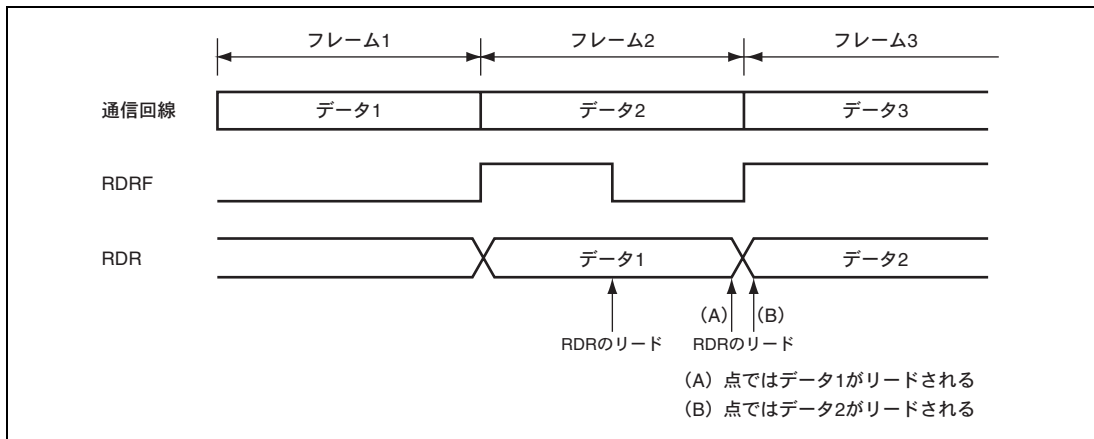 フレーム1 フレーム2 フレーム3
通信回線 データ1 データ2 データ3
RDRF
RDR データ1 データ2
(A) (B)
RDRのリード RDRのリード
(A) 点ではデータ1がリードされる
(B) 点ではデータ2がリードされる